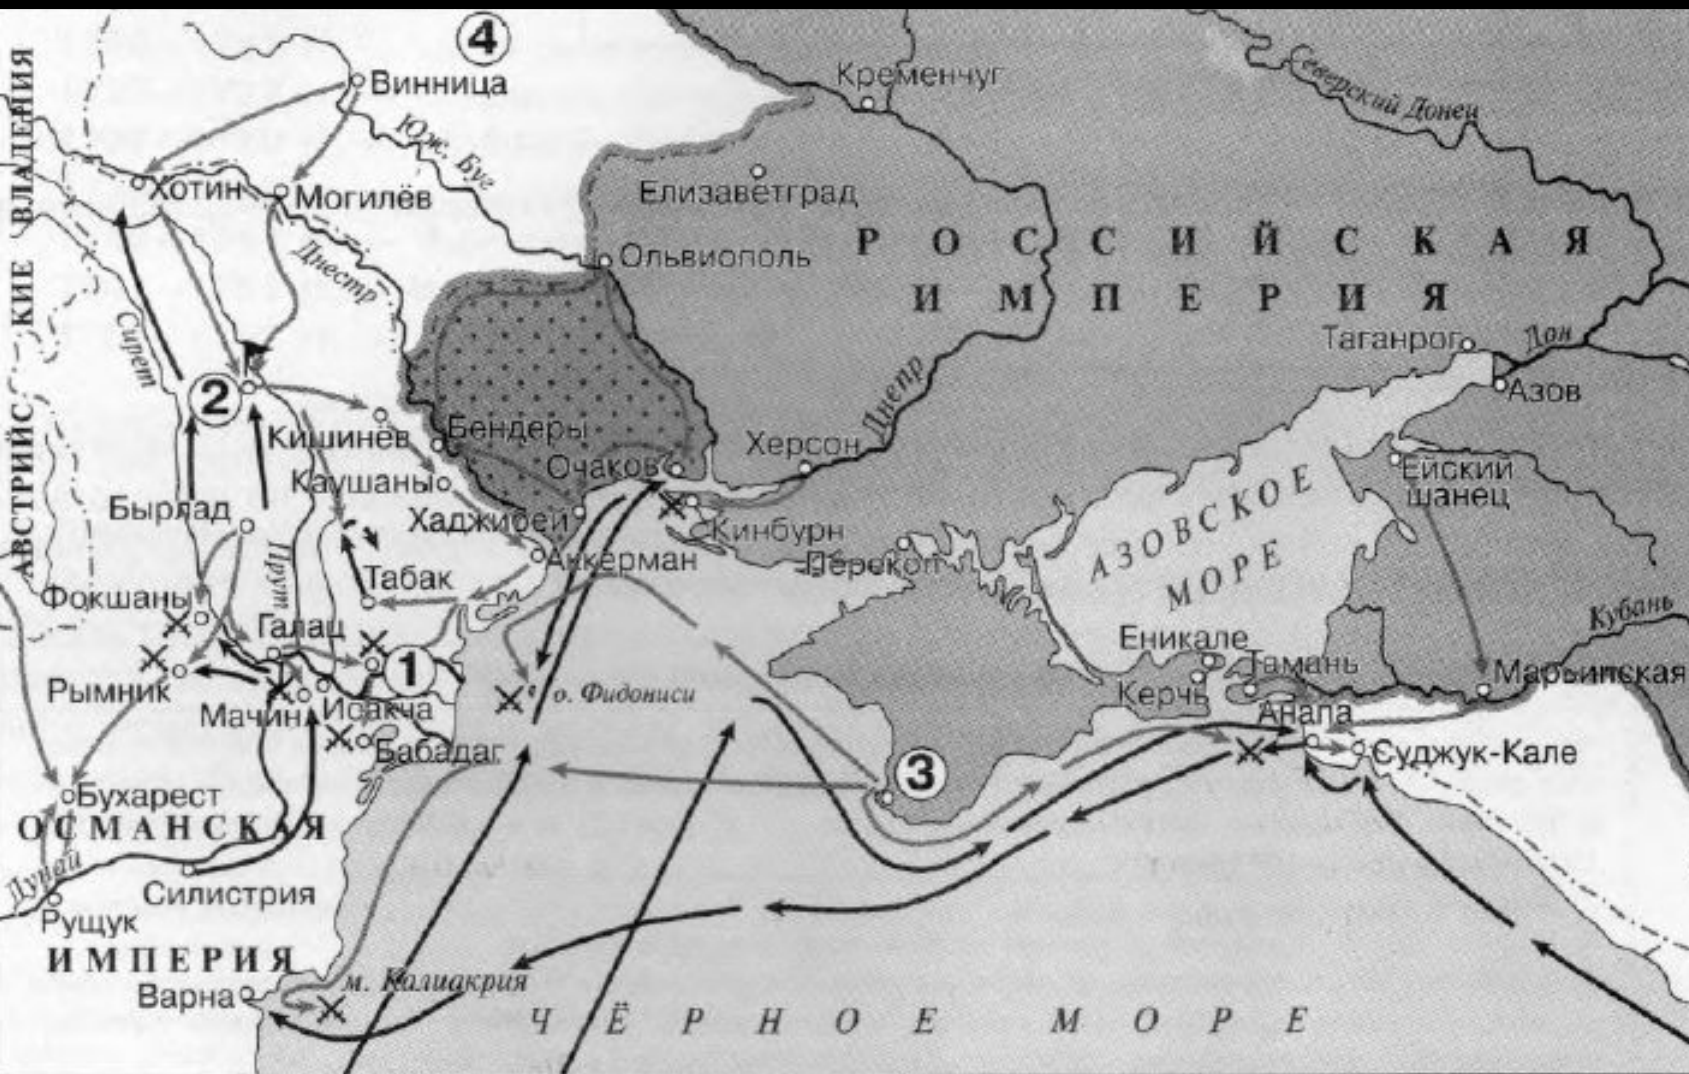 4
Винница
Кременчуг
Северский Донец
Юж. Буг
Хотин
Могилёв
Елизаветград
Днестр
Ольвиополь
РОССИЙСКАЯ
ИМПЕРИЯ
АВСТРИЙС КИЕ ВЛАДЕНИЯ
Сирет
Таганрог
Дон
Азов
2
Днепр
Кишинёв
Бендеры
Херсон
Очаков
Каушаны
Ейский
шанец
Бырлад
Хаджибей
Кинбурн
АЗОВСКОЕ
МОРЕ
Прут
Аккерман
Перекоп
Табак
Фокшаны
Галац
Кубань
Еникале
Тамань
1
Рымник
Мачин
Исакча
о. Фидониси
Керчь
Марьинская
Анапа
Бабадаг
Суджук-Кале
3
Бухарест
ОСМАНСКАЯ
Дунай
Силистрия
Рущук
ИМПЕРИЯ
м. Калиакрия
Варна
ЧЁРНОЕ МОРЕ